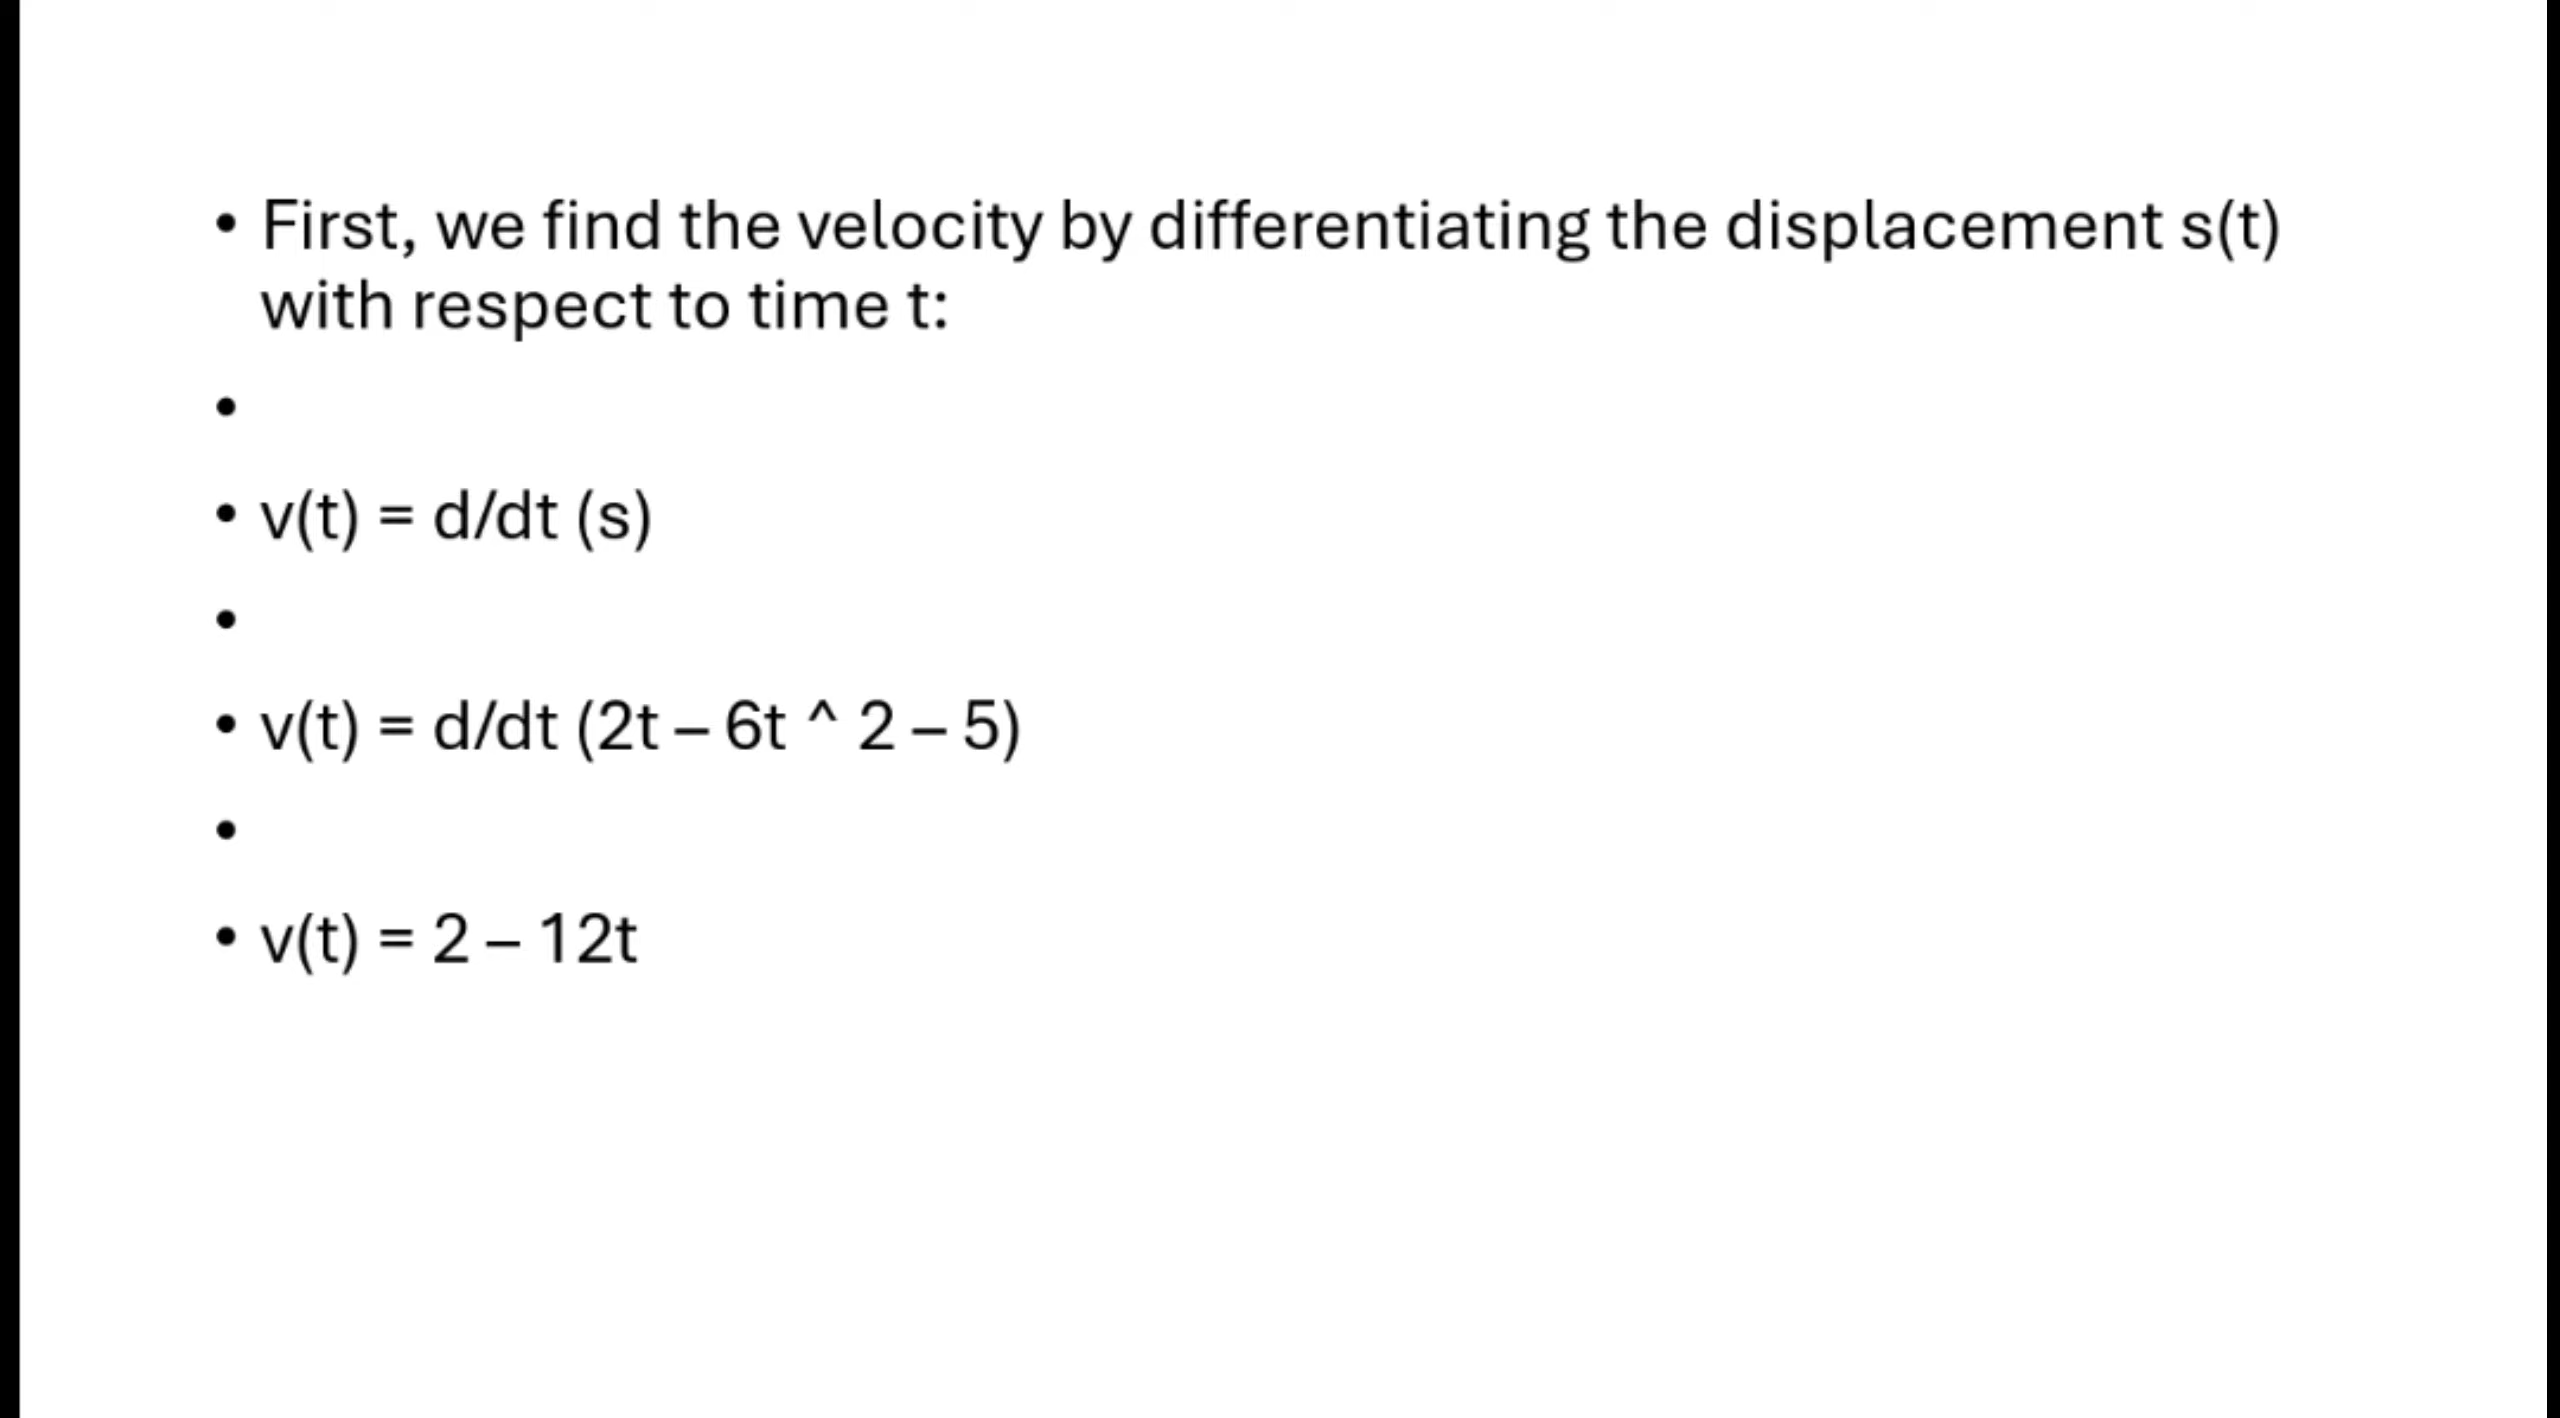 • First, we find the velocity by differentiating the displacement s(t)
with respect to time t:
•
• v(t) = d/dt (s)
•
• v(t) = d/dt (2t – 6t ^ 2 – 5)
•
• v(t) = 2 – 12t